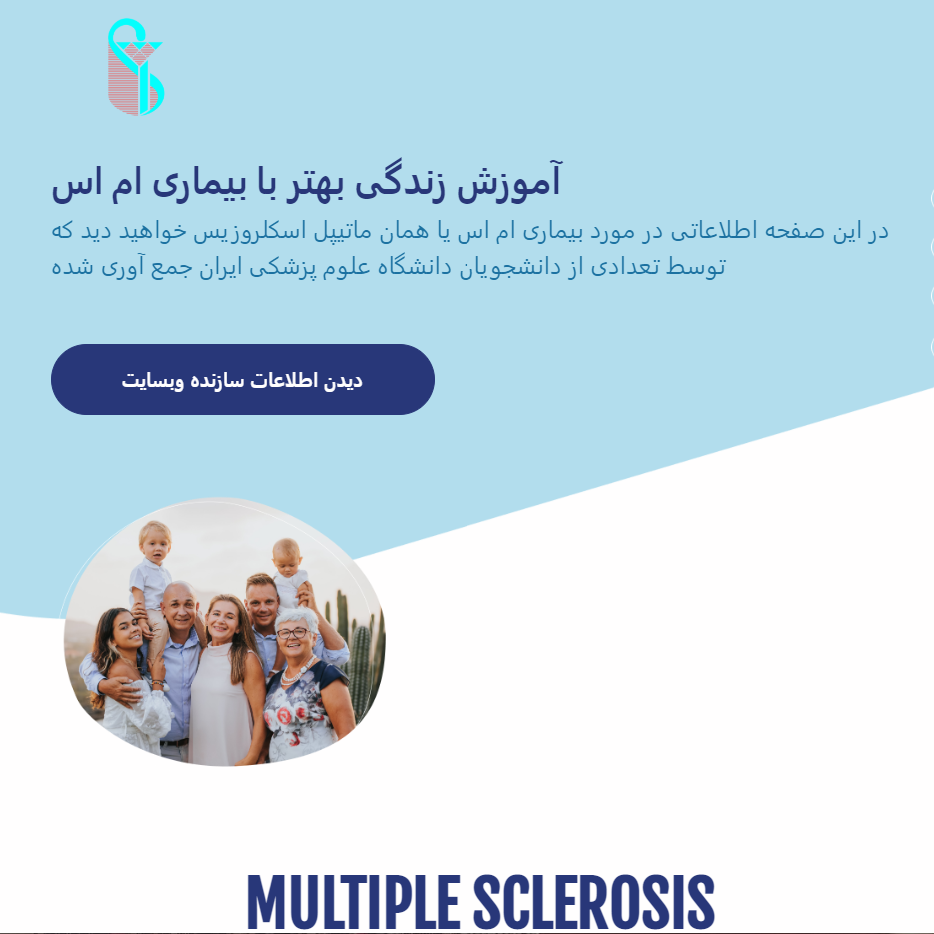 آموزش زندگی بهتر با بیماری ام اس
در این صفحه اطلاعاتی در مورد بیماری ام اس یا همان ماتیپل اسکلروزیس خواهید دید که
توسط تعدادی از دانشجویان دانشگاه علوم پزشکی ایران جمع آوری شده
دیدن اطلاعات سازنده وبسایت
MULTIPLE SCLEROSIS